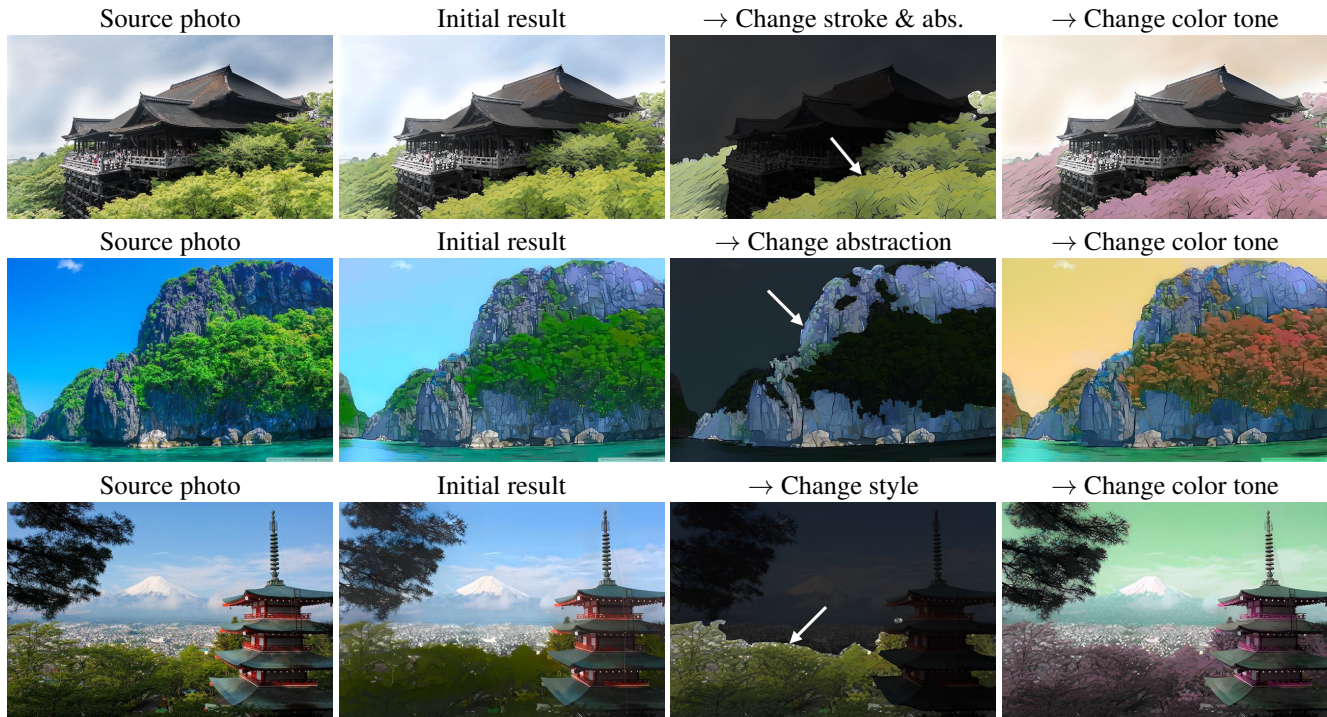 Source photo
Initial result
→ Change stroke & abs.
→ Change color tone
Source photo
Initial result
→ Change abstraction
→ Change color tone
Source photo
Initial result
→ Change style
→ Change color tone